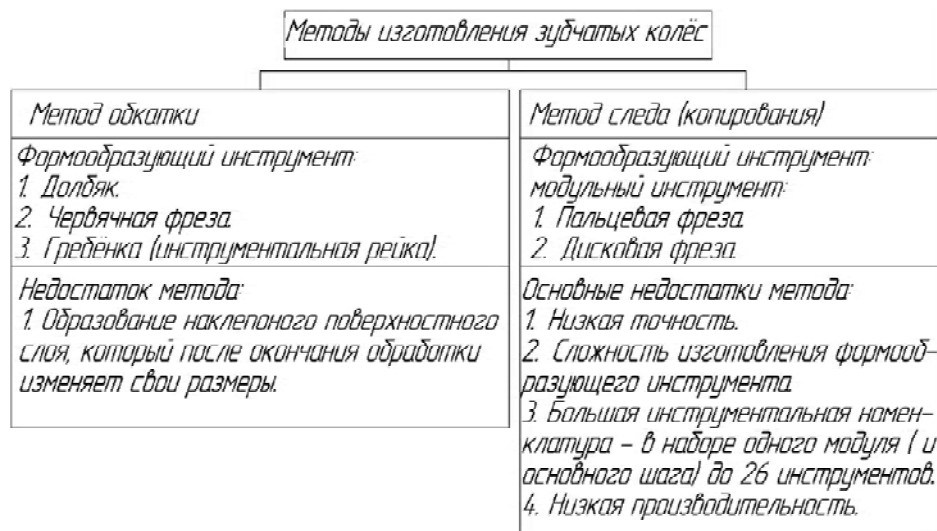 Методы изготовления зубчатых колёс
Метод обкатки
Формообразующий инструмент:
1. Долбяк.
2. Червячная фреза.
3. Гребёнка (инструментальная рейка).
Недостаток метода:
1. Образование наклепоного поверхностного
слоя, который после окончания обработки
изменяет свои размеры.
Метод следа (копирования)
Формообразующий инструмент:
модульный инструмент:
1. Пальцевая фреза.
2. Дисковая фреза.
Основные недостатки метода:
1. Низкая точность.
2. Сложность изготовления формооб-
разующего инструмента.
3. Большая инструментальная номен-
клатура – в наборе одного модуля ( и
основного шага) до 26 инструментов.
4. Низкая производительность.